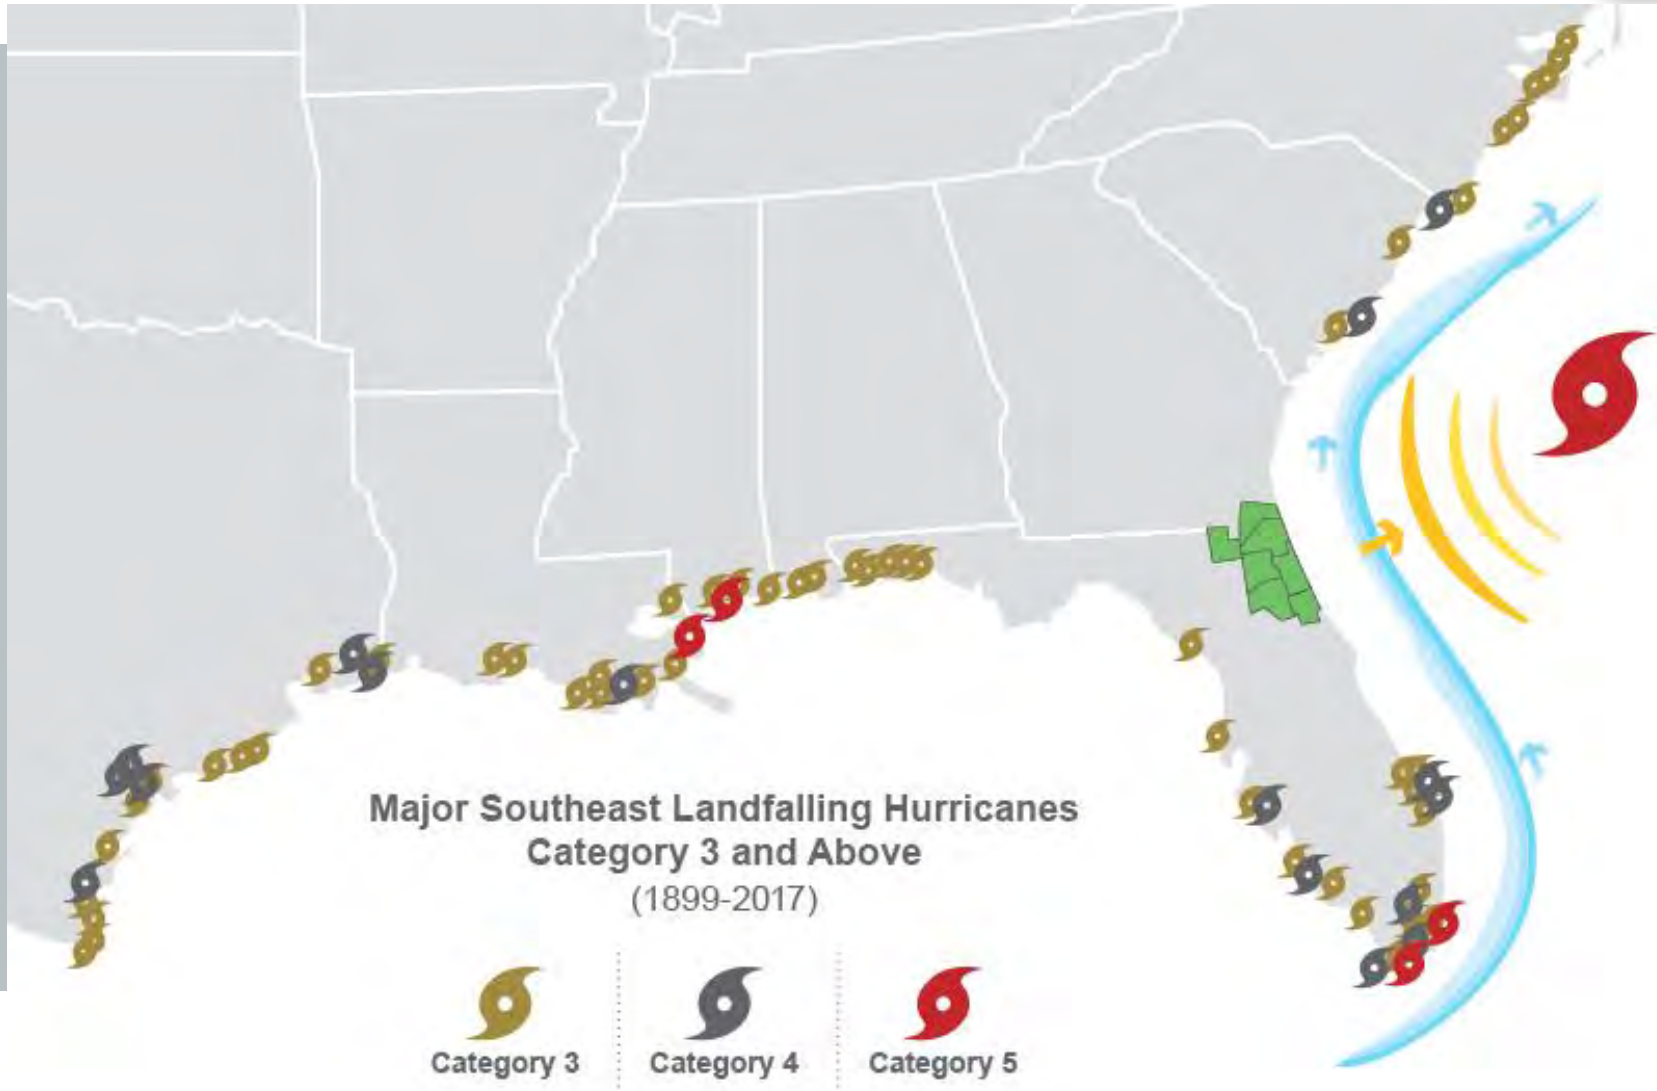 Major Southeast Landfalling Hurricanes
Category 3 and Above
(1899-2017)
Category 3
Category 4
Category 5